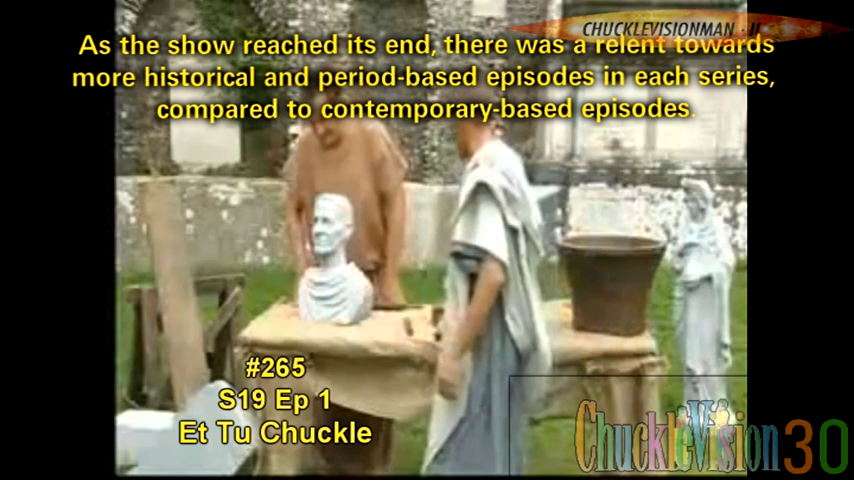 CHUCKLEVISIONMAN - II
As the show reached its end, there was a relent towards
more historical and period-based episodes in each series,
compared to contemporary-based episodes.
#265
S19 Ep 1
Et Tu Chuckle
ChuckleVision30